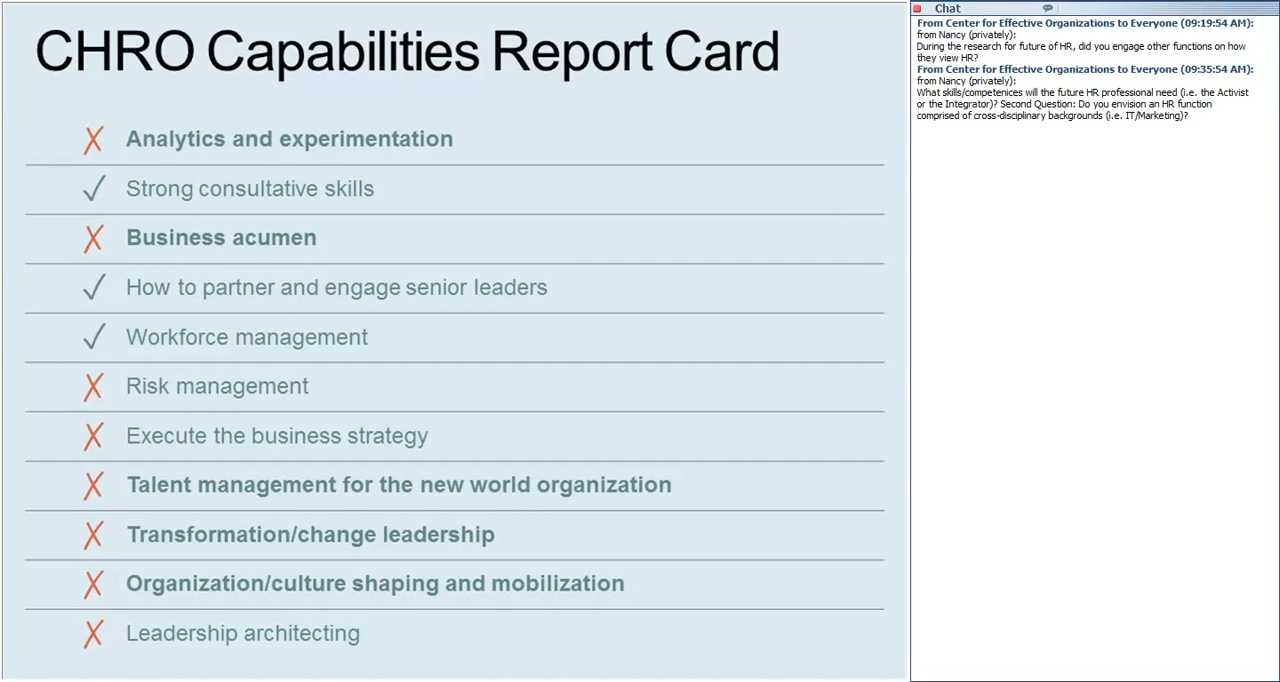 CHRO Capabilities Report Card
Analytics and experimentation
Strong consultative skills
Business acumen
How to partner and engage senior leaders
Workforce management
Risk management
Execute the business strategy
Talent management for the new world organization
Transformation/change leadership
Organization/culture shaping and mobilization
Leadership architecting
Chat
From Center for Effective Organizations to Everyone (09:19:54 AM):
from Nancy (privately):
During the research for future of HR, did you engage other functions on how
they view HR?
From Center for Effective Organizations to Everyone (09:35:54 AM):
from Nancy (privately):
What skills/competenices will the future HR professional need (i.e. the Activist
or the Integrator)? Second Question: Do you envision an HR function
comprised of cross-disciplinary backgrounds (i.e. IT/Marketing)?